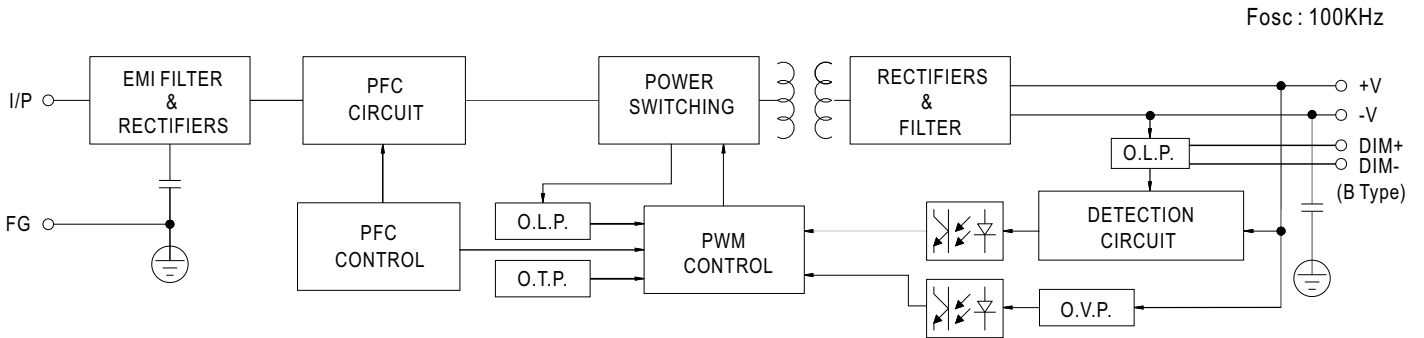 Fosc : 100KHz
I/P
EMI FILTER
&
RECTIFIERS
PFC
CIRCUIT
POWER
SWITCHING
RECTIFIERS
&
FILTER
+V
-V
O.L.P.
DIM+
DIM-
(B Type)
FG
PFC
CONTROL
O.L.P.
O.T.P.
PWM
CONTROL
DETECTION
CIRCUIT
O.V.P.